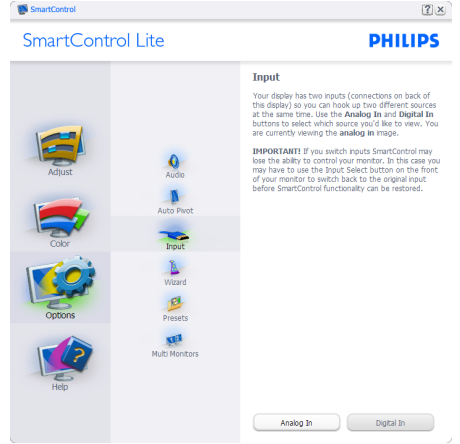 SmartControl
SmartControl Lite
PHILIPS
Adjust
Color
Options
Help
Audio
Auto Pivot
Input
Wizard
Presets
Multi Monitors
Input
Your display has two inputs (connections on back of
this display) so you can hook up two different sources
at the same time. Use the Analog In and Digital In
buttons to select which source you'd like to view. You
are currently viewing the analog in image.
IMPORTANT! If you switch inputs SmartControl may
lose the ability to control your monitor. In this case you
may have to use the Input Select button on the front
of your monitor to switch back to the original input
before SmartControl functionality can be restored.
Analog In
Digital In